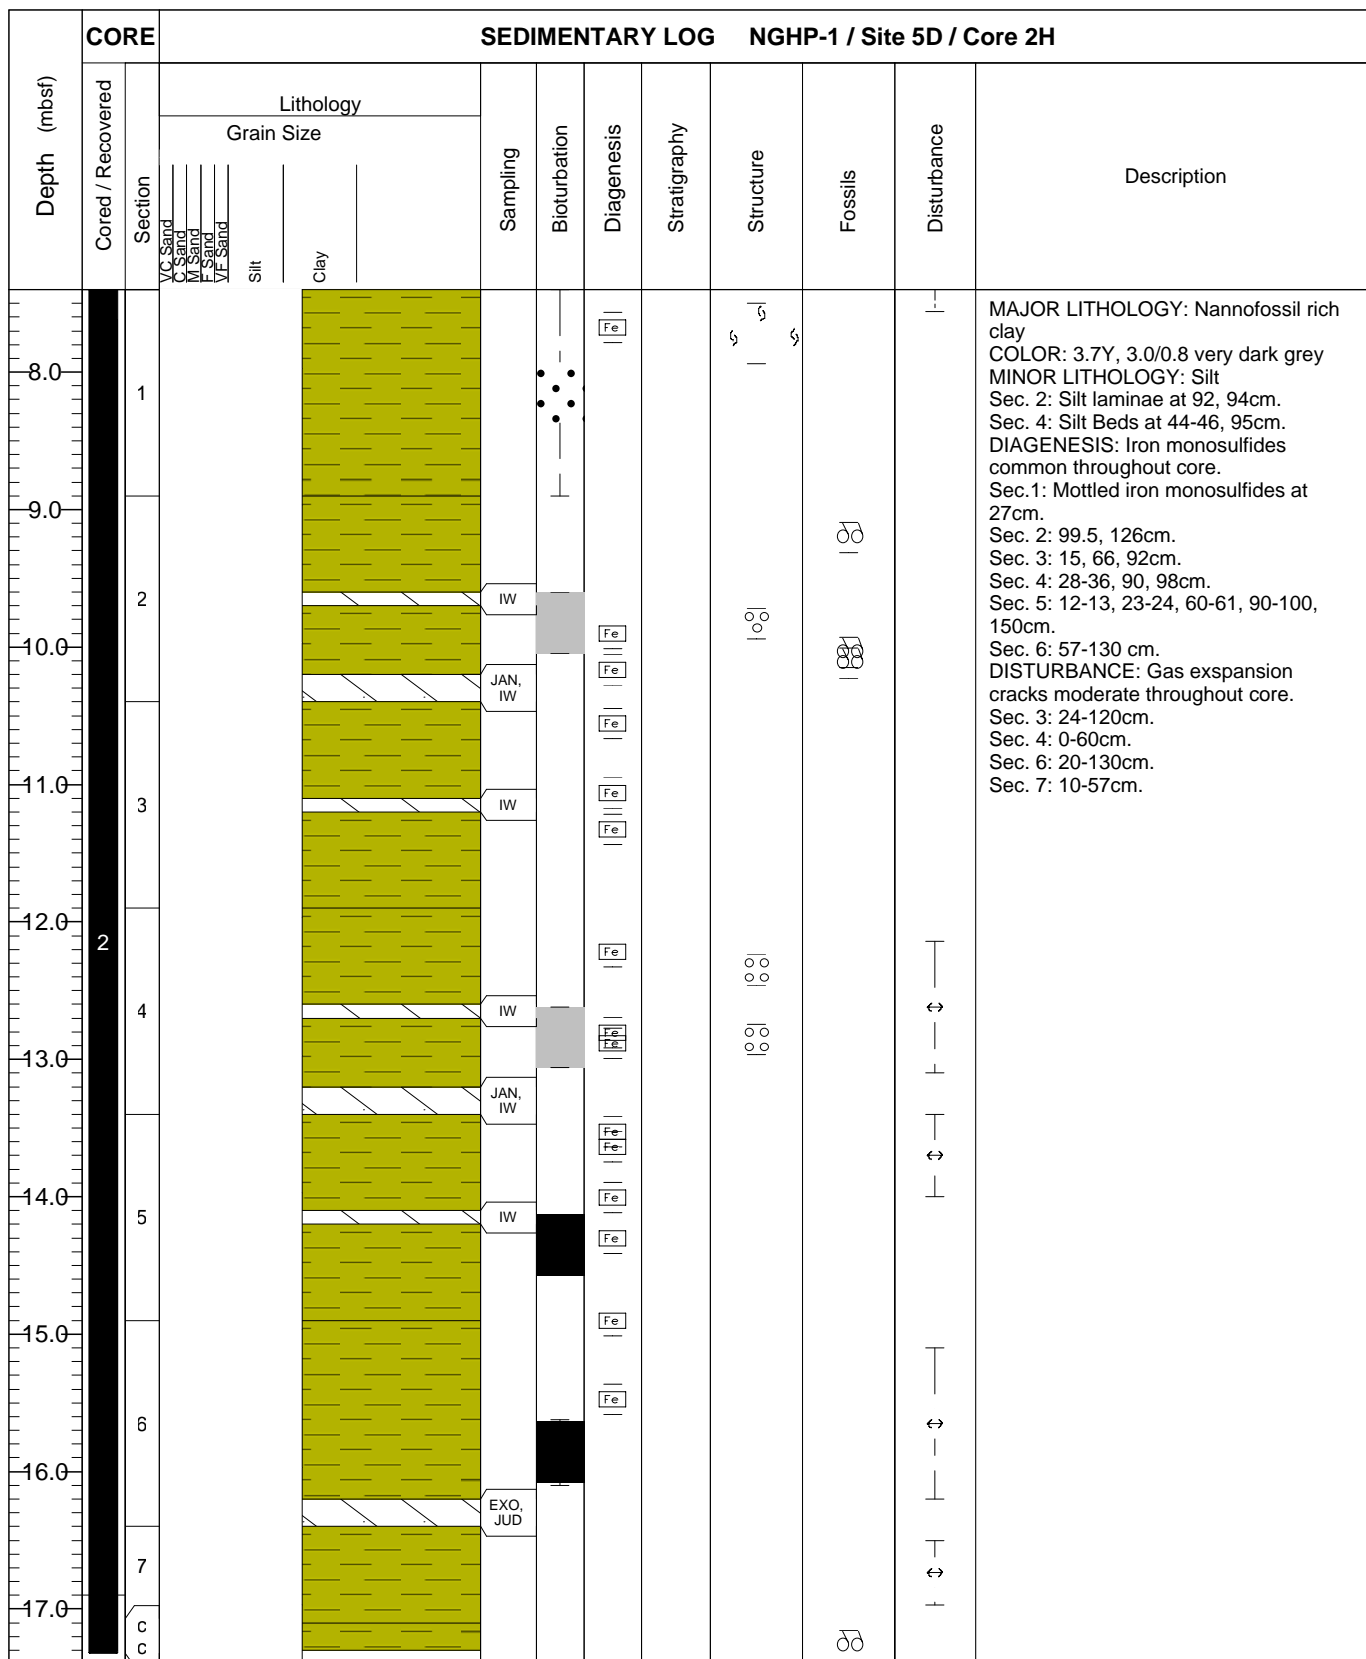 CORE
SEDIMENTARY LOG NGHP-1 / Site 5D / Core 2H
Depth (mbsf)
Cored / Recovered
Section
Lithology
Grain Size
VC Sand
C Sand
M Sand
F Sand
VF Sand
Silt
Clay
Sampling
Bioturbation
Diagenesis
Stratigraphy
Structure
Fossils
Disturbance
Description
MAJOR LITHOLOGY: Nannofossil rich
clay
COLOR: 3.7Y, 3.0/0.8 very dark grey
MINOR LITHOLOGY: Silt
Sec. 2: Silt laminae at 92, 94cm.
Sec. 4: Silt Beds at 44-46, 95cm.
DIAGENESIS: Iron monosulfides
common throughout core.
Sec.1: Mottled iron monosulfides at
27cm.
Sec. 2: 99.5, 126cm.
Sec. 3: 15, 66, 92cm.
Sec. 4: 28-36, 90, 98cm.
Sec. 5: 12-13, 23-24, 60-61, 90-100,
150cm.
Sec. 6: 57-130 cm.
DISTURBANCE: Gas exspansion
cracks moderate throughout core.
Sec. 3: 24-120cm.
Sec. 4: 0-60cm.
Sec. 6: 20-130cm.
Sec. 7: 10-57cm.
Fe
8.0
1
9.0
2
IW
Fe
10.0
Fe
JAN,
IW
Fe
11.0
Fe
3
IW
Fe
12.0
2
Fe
4
IW
Fe
Fe
13.0
JAN,
IW
Fe
Fe
14.0
Fe
5
IW
Fe
15.0
Fe
Fe
6
16.0
EXO,
JUD
7
17.0
C
C